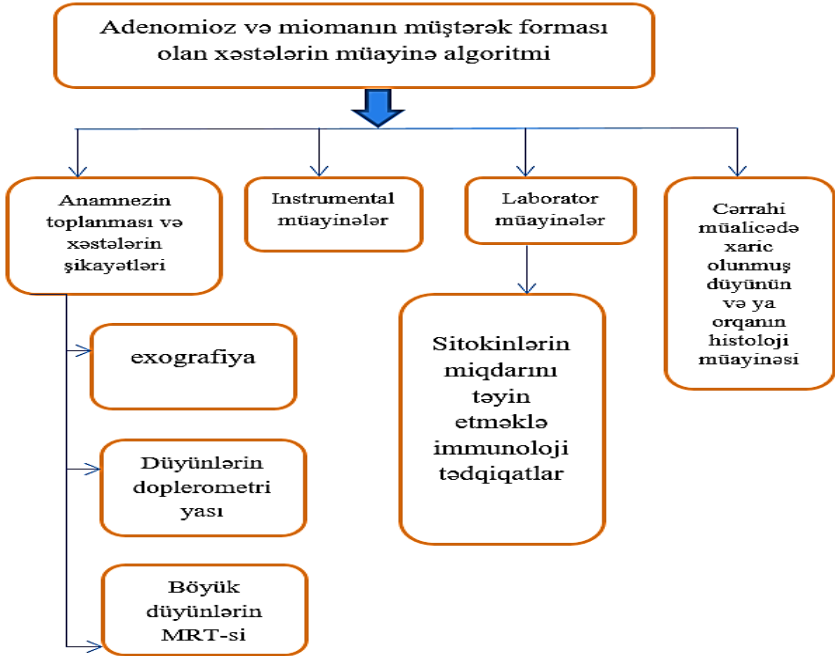 Adenomioz və miomanın müştərək forması
olan xəstələrin müayinə algoritmi
Anamnezin
toplanması və
xəstələrin
şikayətləri
Instrumental
müayinələr
Laborator
müayinələr
Cərrahi
müalicədə
xaric
olunmuş
düyünün
və ya
orqanın
histoloji
müayinəsi
exografiya
Düyünlərin
doplerometri
yası
Böyük
düyünlərin
MRT-si
Sitokinlərin
miqdarını
təyin
etməklə
immunoloji
tədqiqatlar